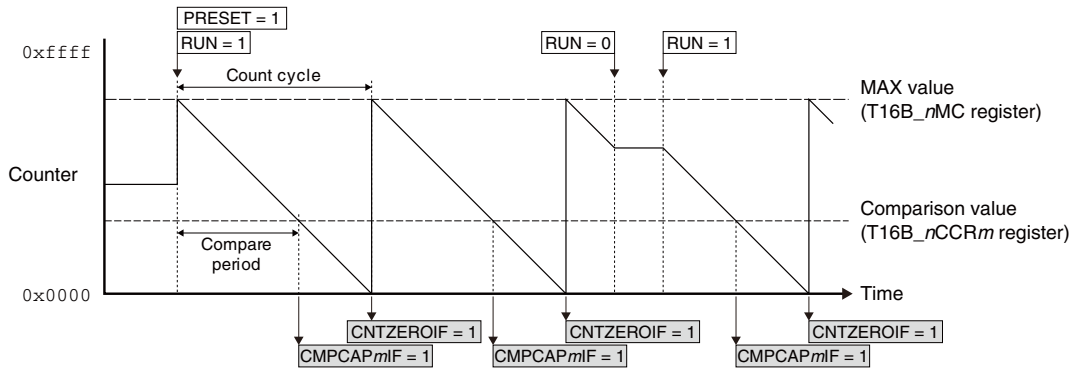 PRESET = 1
RUN = 1
RUN = 0
RUN = 1
0xffff
Count cycle
MAX value
(T16B_nMC register)
Counter
Comparison value
(T16B_nCCRm register)
Compare
period
0x0000
Time
CNTZEROIF = 1
CNTZEROIF = 1
CNTZEROIF = 1
CMPCAPmIF = 1
CMPCAPmIF = 1
CMPCAPmIF = 1